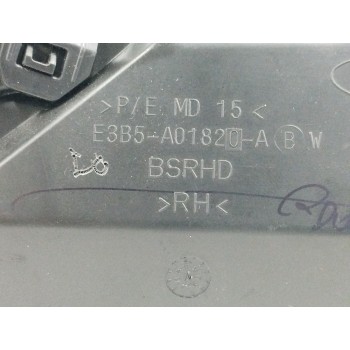 >P/E MD 15<
E3B5-A01820-A B W
BSRHD
>RH<